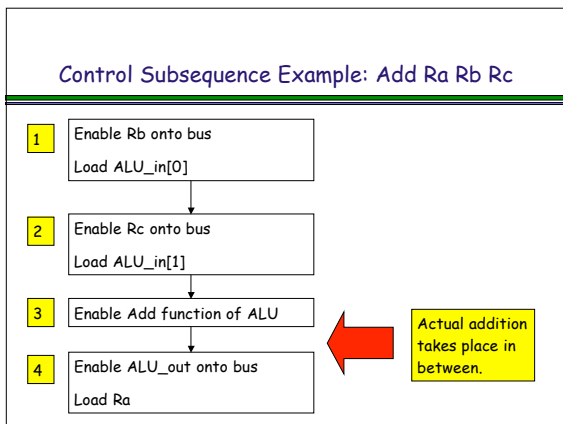 Control Subsequence Example: Add Ra Rb Rc
1
Enable Rb onto bus
Load ALU_in[0]
2
Enable Rc onto bus
Load ALU_in[1]
3
Enable Add function of ALU
4
Enable ALU_out onto bus
Load Ra
Actual addition
takes place in
between.